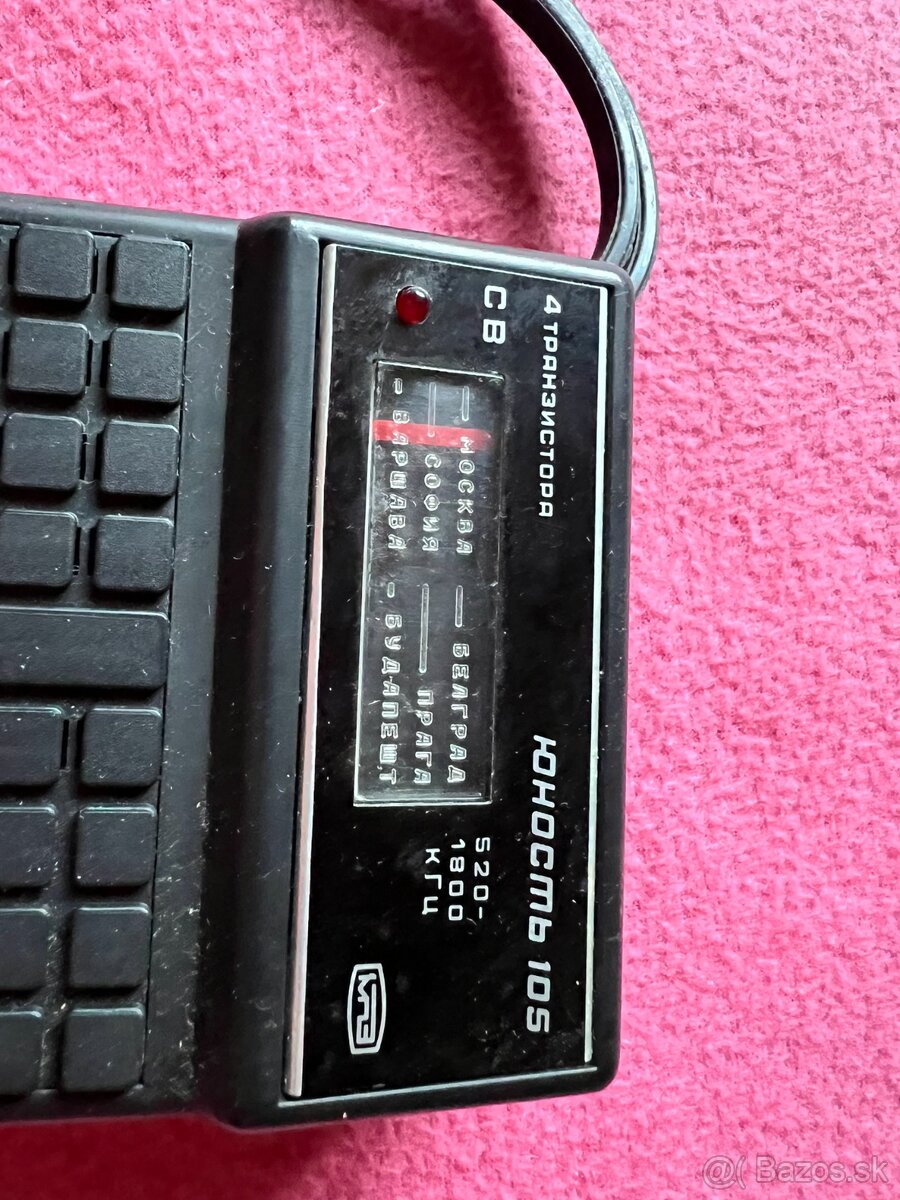 4 ТРАНЗИСТОРА
ЮНОСТЬ 105
СВ
МОСКВА
БЕЛГРАД
СОФИЯ
ПРАГА
ВАРШАВА
БУДАПЕШТ
520-
1800
КГЦ
@( Bazos.sk